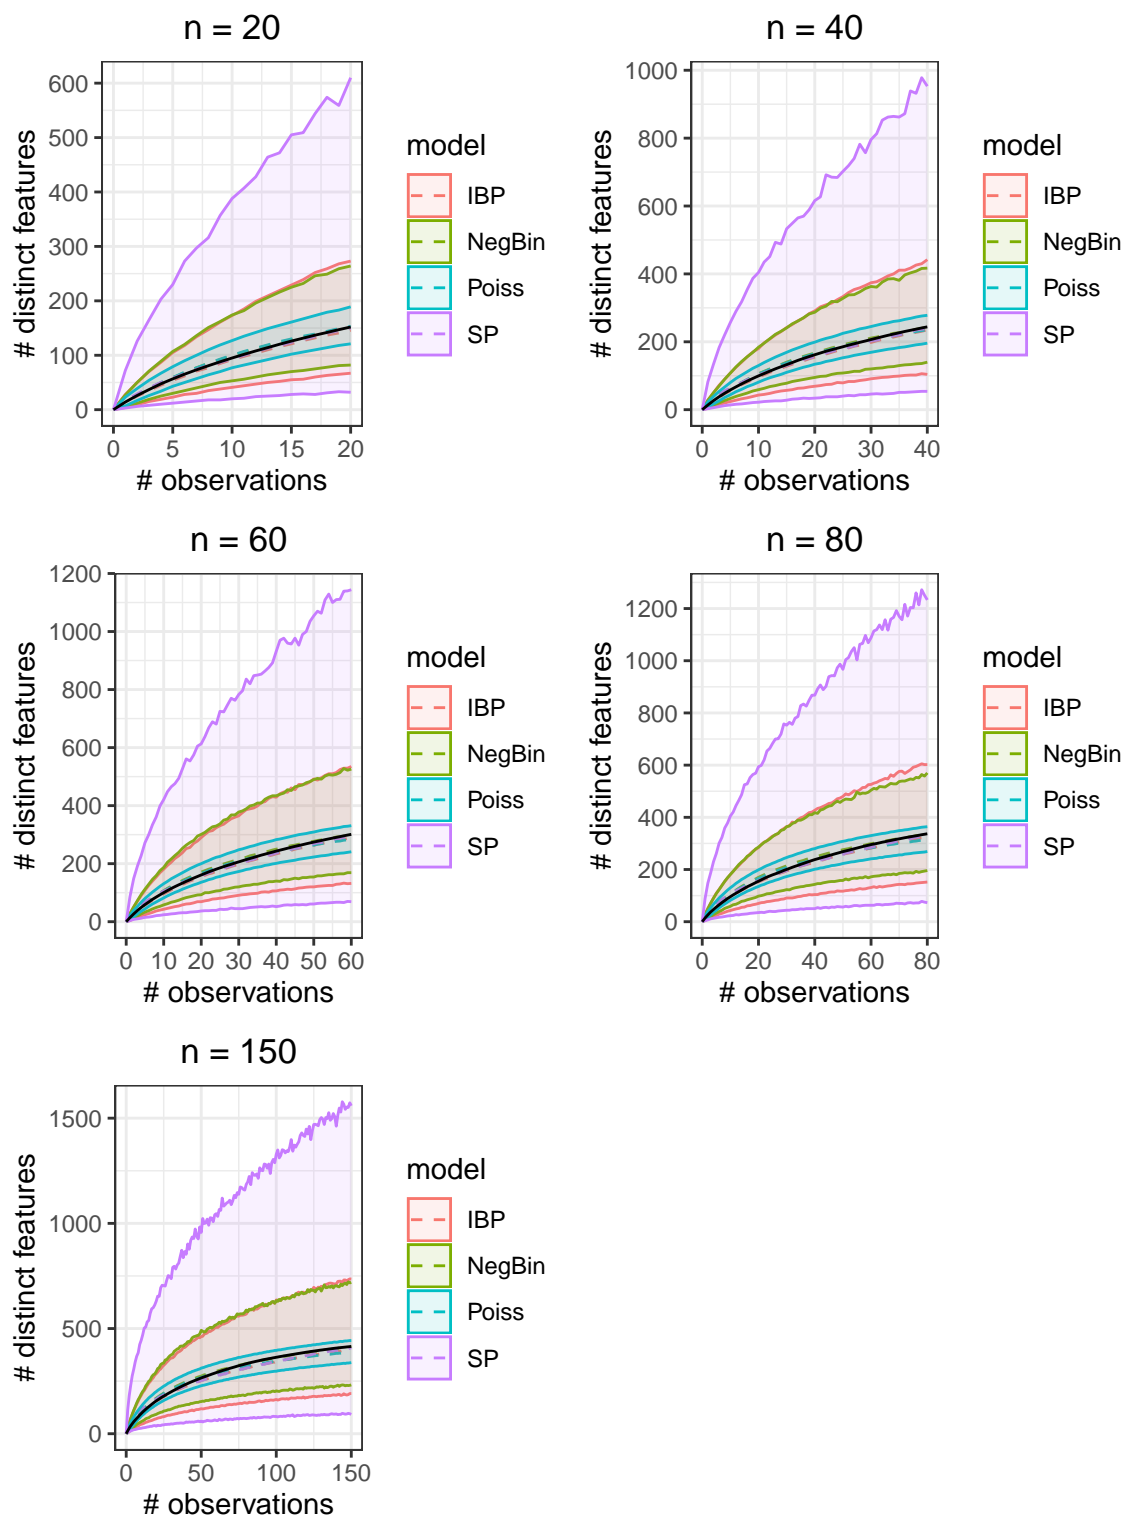 n = 20
# distinct features
600
500
400
300
200
100
0
0 5 10 15 20
# observations
model
IBP
NegBin
Poiss
SP
n = 40
# distinct features
1000
800
600
400
200
0
0 10 20 30 40
# observations
model
IBP
NegBin
Poiss
SP
n = 60
# distinct features
1200
1000
800
600
400
200
0
0 10 20 30 40 50 60
# observations
model
IBP
NegBin
Poiss
SP
n = 80
# distinct features
1200
1000
800
600
400
200
0
0 20 40 60 80
# observations
model
IBP
NegBin
Poiss
SP
n = 150
# distinct features
1500
1000
500
0
0 50 100 150
# observations
model
IBP
NegBin
Poiss
SP